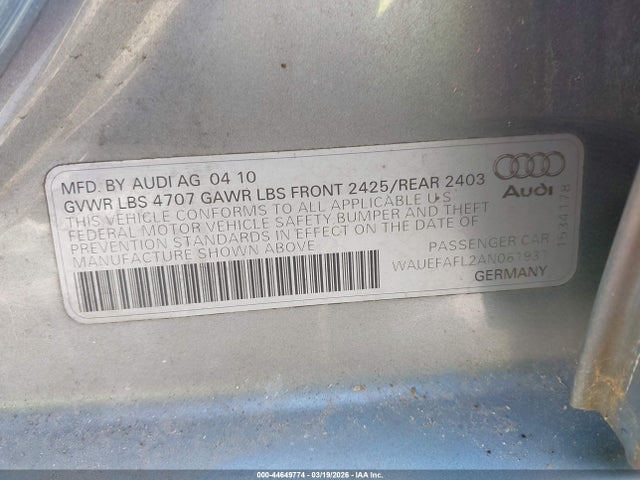 MFD. BY AUDI AG 04 10
GVWR LBS 4707 GAWR LBS FRONT 2425/REAR 2403
THIS VEHICLE CONFORMS TO ALL APPLICABLE U S
FEDERAL MOTOR VEHICLE SAFETY BUMPER AND THEFT
PREVENTION STANDARDS IN EFFECT ON THE DATE OF
MANUFACTURE SHOWN ABOVE
PASSENGER CAR
WAUEFAFL2AN061931
GERMANY
Audi
1534178
000-44649774 | 03/19/2026 | IAA Inc.